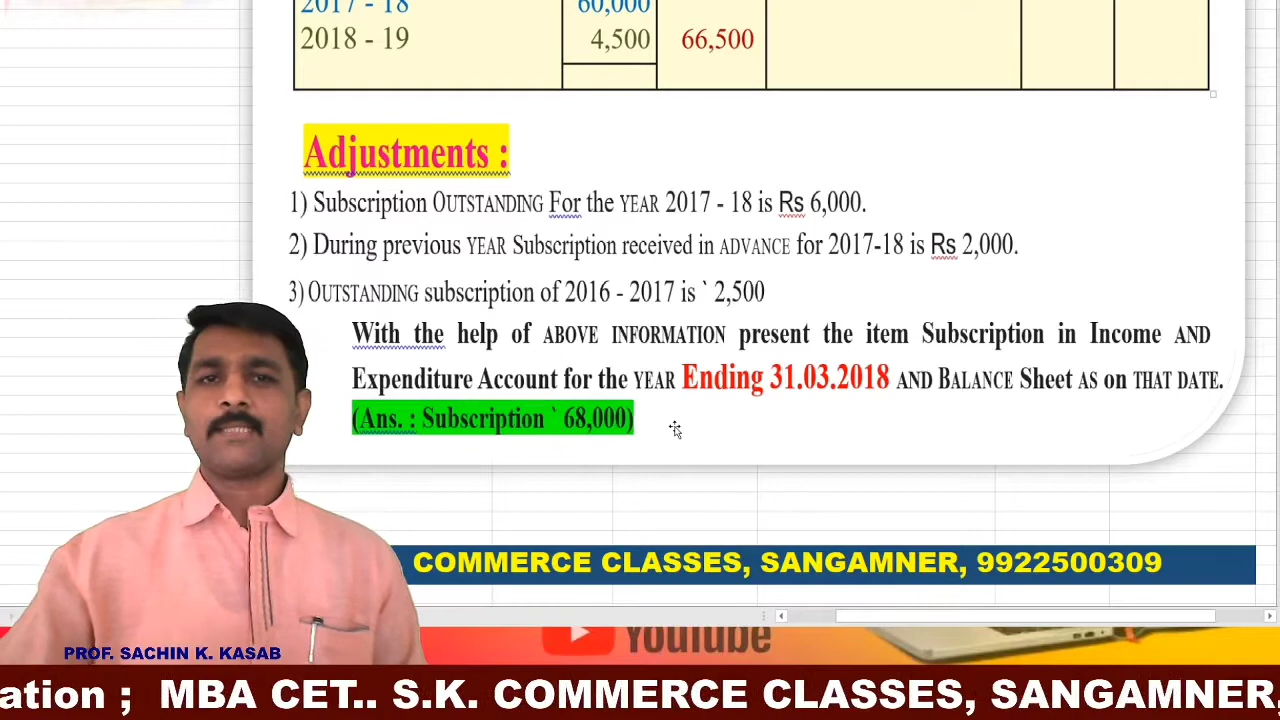 2017 - 18 60,000
2018 - 19 4,500 66,500
Adjustments :
1) Subscription OUTSTANDING For the YEAR 2017 - 18 is Rs 6,000.
2) During previous YEAR Subscription received in ADVANCE for 2017-18 is Rs 2,000.
3) OUTSTANDING subscription of 2016 - 2017 is ` 2,500
With the help of ABOVE INFORMATION present the item Subscription in Income AND
Expenditure Account for the YEAR Ending 31.03.2018 AND BALANCE Sheet AS on THAT DATE.
(Ans. : Subscription ` 68,000)
COMMERCE CLASSES, SANGAMNER, 9922500309
YouTube
PROF. SACHIN K. KASAB
ation ; MBA CET.. S.K. COMMERCE CLASSES, SANGAMNER,